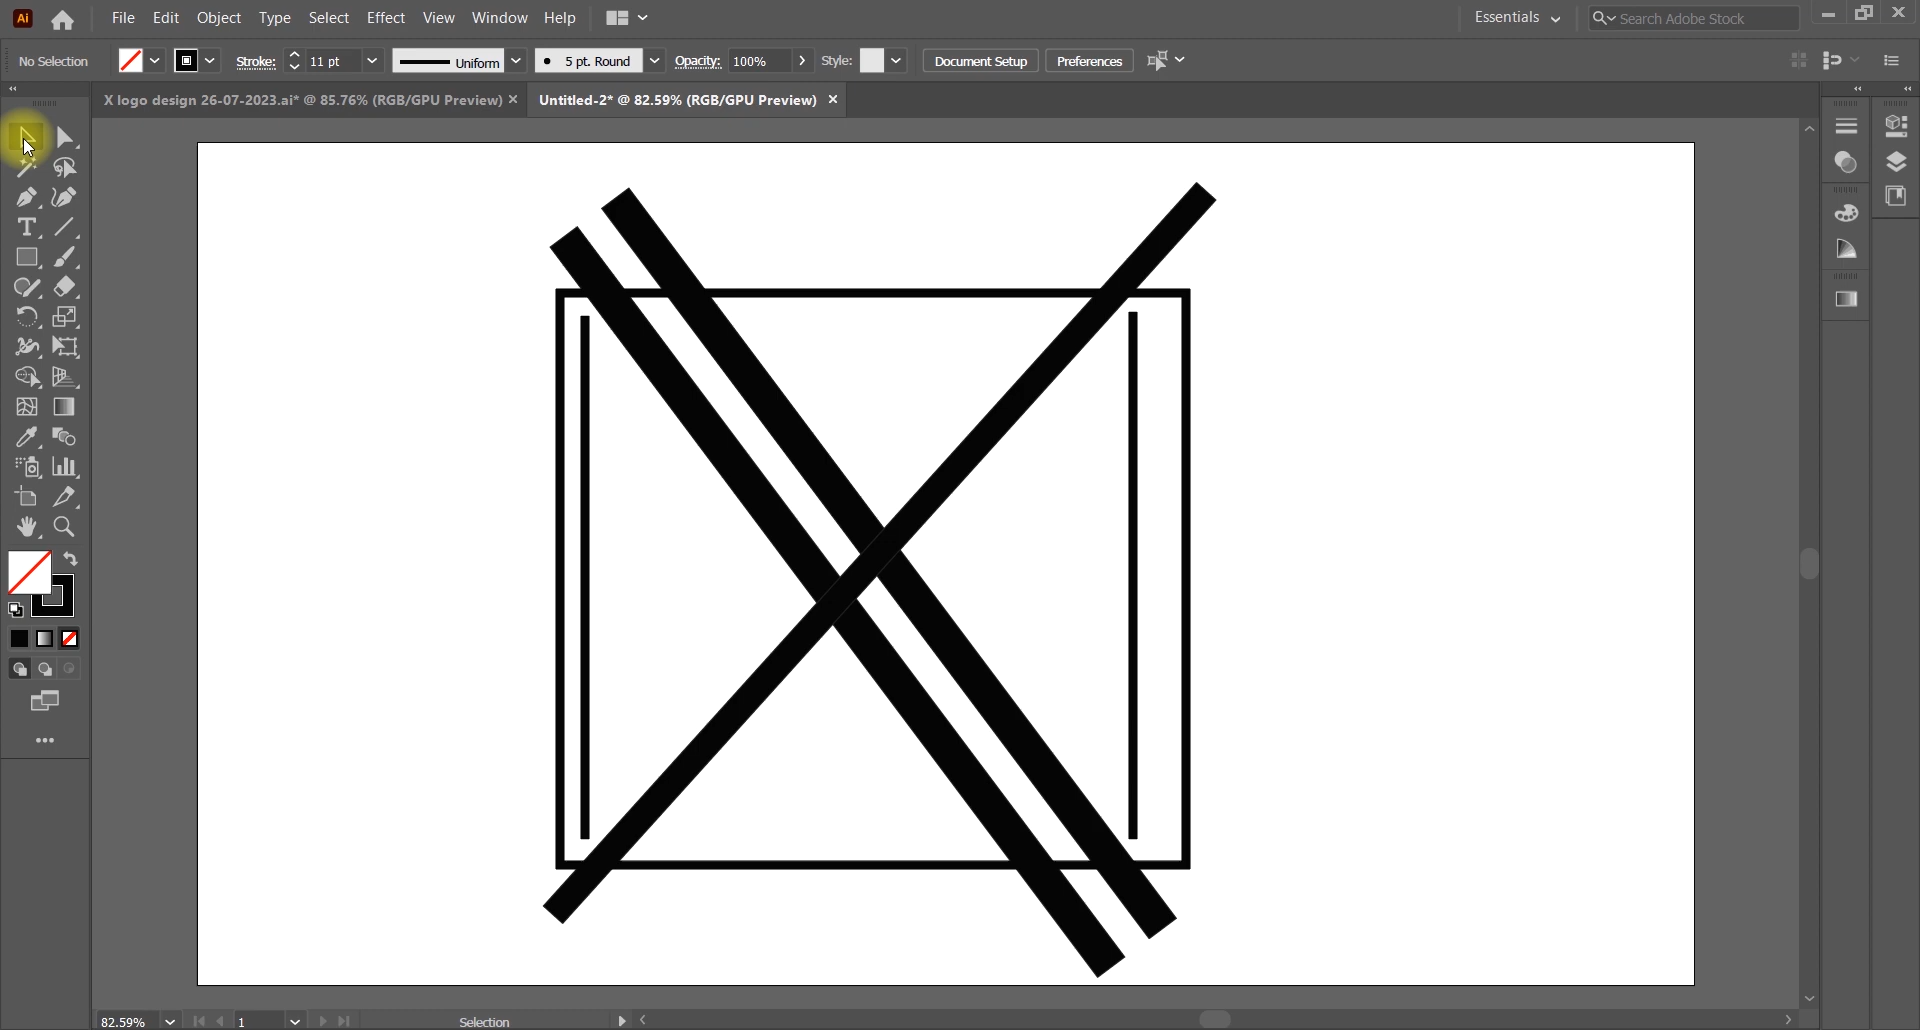 Ai File Edit Object Type Select Effect View Window Help Essentials Search Adobe Stock
No Selection Stroke: 11 pt Uniform 5 pt. Round Opacity: 100% Style: Document Setup Preferences
X logo design 26-07-2023.ai* @ 85.76% (RGB/GPU Preview) Untitled-2* @ 82.59% (RGB/GPU Preview)
82.59% 1 Selection